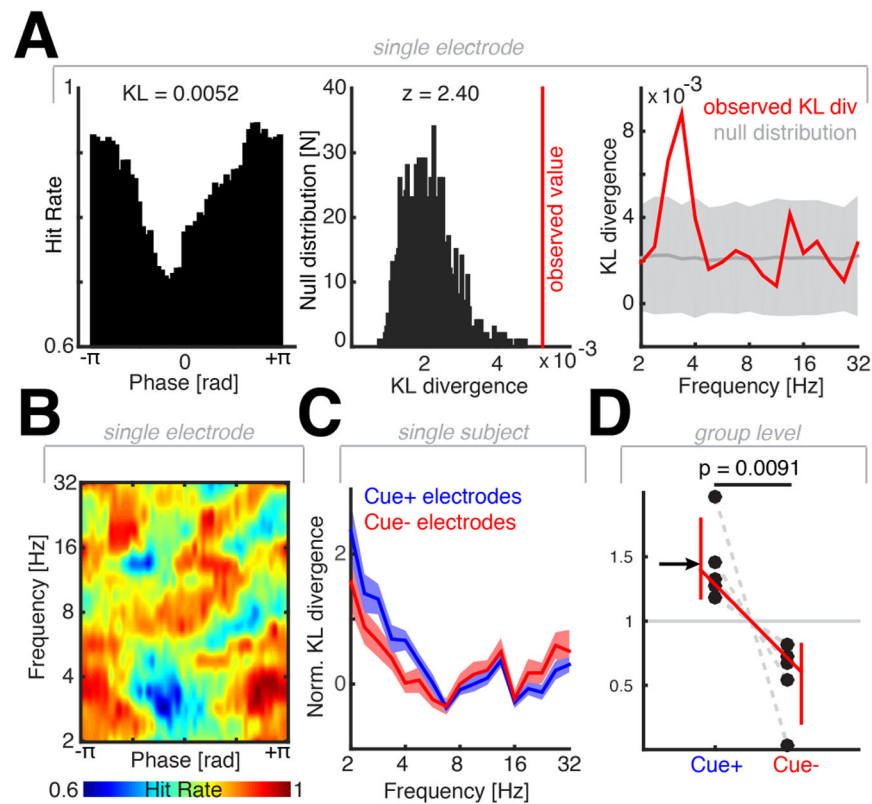 A
single electrode
KL = 0.0052
1
Hit Rate
0.6
-π
0
+π
Phase [rad]
z = 2.40
40
30
20
10
0
Null distribution [N]
observed value
2
4
x 10-3
KL divergence
x 10-3
observed KL div
null distribution
8
4
0
KL divergence
2
4
8
16
32
Frequency [Hz]
B
single electrode
32
16
8
4
2
Frequency [Hz]
-π
+π
Phase [rad]
0.6
Hit Rate
1
C
single subject
Cue+ electrodes
Cue- electrodes
2
0
Norm. KL divergence
2
4
8
16
32
Frequency [Hz]
D
group level
p = 0.0091
1.5
1
0.5
Cue+
Cue-